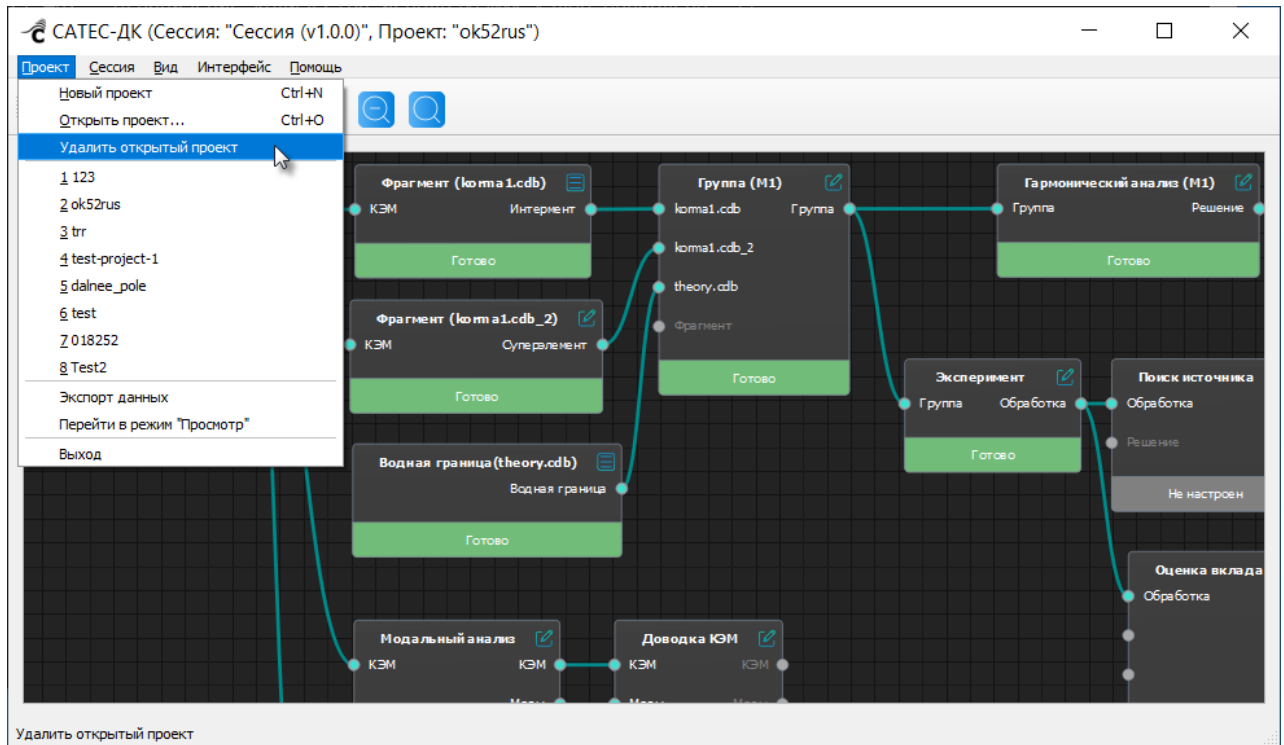 САТЕС-ДК (Сессия: "Сессия (v1.0.0)", Проект: "ok52rus")
Проект Сессия Вид Интерфейс Помощь
Новый проект Ctrl+N
Открыть проект... Ctrl+O
Удалить открытый проект
1 123
2 ok52rus
3 trr
4 test-project-1
5 dalnee_pole
6 test
7 018252
8 Test2
Экспорт данных
Перейти в режим "Просмотр"
Выход
Фрагмент (korma1.cdb)
КЭМ Интермент
Готово
Группа (M1)
korma1.cdb Группа
korma1.cdb_2
theory.cdb
Фрагмент
Готово
Гармонический анализ (M1)
Группа Решение
Готово
Фрагмент (korma1.cdb_2)
КЭМ Суперэлемент
Готово
Эксперимент
Группа Обработка
Готово
Поиск источника
Обработка
Решение
Не настроен
Водная граница (theory.cdb)
Водная граница
Готово
Оценка вклада
Обработка
Модальный анализ
КЭМ КЭМ
Доводка КЭМ
КЭМ КЭМ
Удалить открытый проект